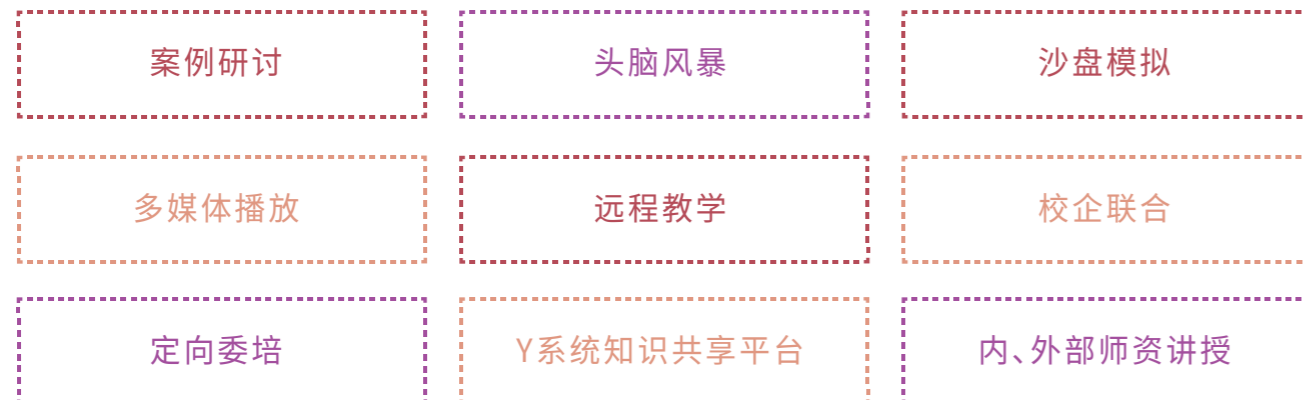 案例研讨
头脑风暴
沙盘模拟
多媒体播放
远程教学
校企联合
定向委培
Y系统知识共享平台
内、外部师资讲授